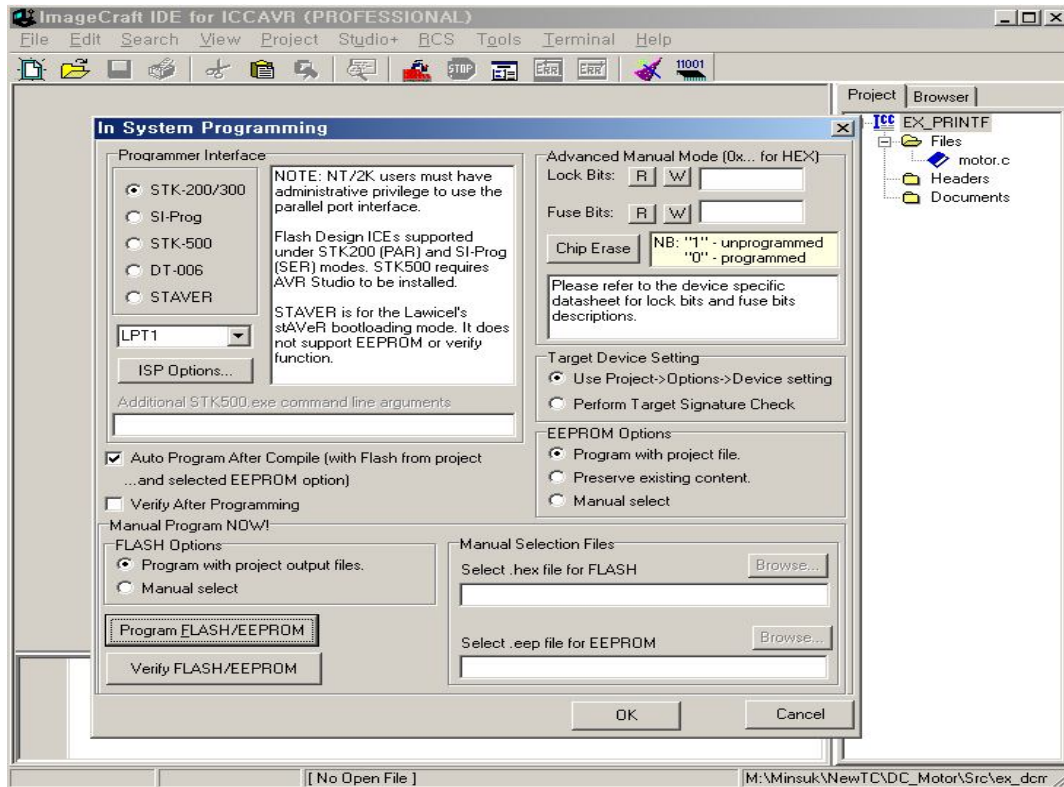 ImageCraft IDE for ICCAVR (PROFESSIONAL)
File Edit Search View Project Studio+ RCS Tools Terminal Help
STOP ERR ERR 11001
Project Browser
ICC EX_PRINTF
Files
motor.c
Headers
Documents
In System Programming
Programmer Interface
STK-200/300
SI-Prog
STK-500
DT-006
STAVER
LPT1
ISP Options...
NOTE: NT/2K users must have
administrative privilege to use the
parallel port interface.
Flash Design ICEs supported
under STK200 (PAR) and SI-Prog
(SER) modes. STK500 requires
AVR Studio to be installed.
STAVER is for the Lawicel's
stAVeR bootloading mode. It does
not support EEPROM or verify
function.
Additional STK500.exe command line arguments
Auto Program After Compile (with Flash from project
...and selected EEPROM option)
Verify After Programming
Advanced Manual Mode (0x... for HEX)
Lock Bits: R W
Fuse Bits: R W
Chip Erase
NB: "1" - unprogrammed
"0" - programmed
Please refer to the device specific
datasheet for lock bits and fuse bits
descriptions.
Target Device Setting
Use Project->Options->Device setting
Perform Target Signature Check
EEPROM Options
Program with project file.
Preserve existing content.
Manual select
Manual Program NOW!
FLASH Options
Program with project output files.
Manual select
Program FLASH/EEPROM
Verify FLASH/EEPROM
Manual Selection Files
Select .hex file for FLASH
Browse...
Select .eep file for EEPROM
Browse...
OK Cancel
[ No Open File ]
M:\Minsuk\NewTC\DC_Motor\Src\ex_dcm